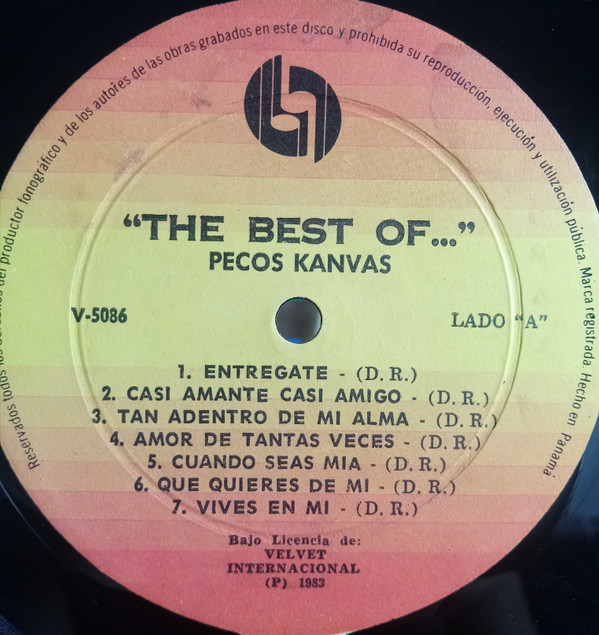 Reservados todos los derechos del productor fonográfico y de los autores de las obras grabados en este disco y prohibida su reproducción, ejecución y utilización pública. Marca registrada. Hecho en Panamá
"THE BEST OF..."
PECOS KANVAS
V-5086
LADO "A"
1. ENTREGATE - (D. R.)
2. CASI AMANTE CASI AMIGO - (D. R.)
3. TAN ADENTRO DE MI ALMA - (D. R.)
4. AMOR DE TANTAS VECES - (D. R.)
5. CUANDO SEAS MIA - (D. R.)
6. QUE QUIERES DE MI - (D. R.)
7. VIVES EN MI - (D. R.)
Bajo Licencia de:
VELVET
INTERNACIONAL
(P) 1983